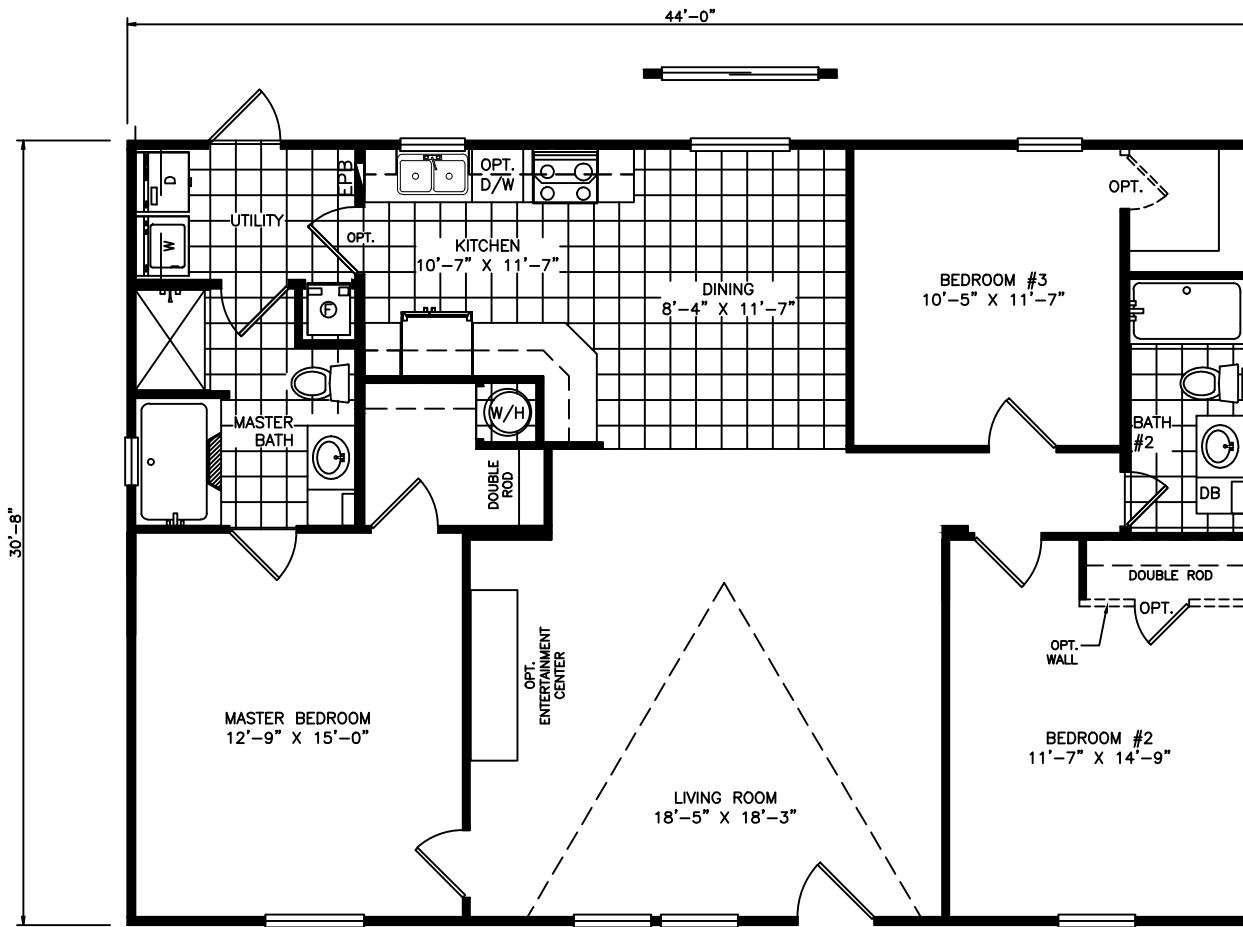 44'-0"
30'-8"
D
W
UTILITY
EPB
OPT.
D/W
OPT.
KITCHEN
10'-7" X 11'-7"
DINING
8'-4" X 11'-7"
BEDROOM #3
10'-5" X 11'-7"
OPT.
F
MASTER
BATH
W/H
DOUBLE
ROD
BATH
#2
DB
DOUBLE ROD
OPT.
OPT.
WALL
OPT.
ENTERTAINMENT
CENTER
MASTER BEDROOM
12'-9" X 15'-0"
LIVING ROOM
18'-5" X 18'-3"
BEDROOM #2
11'-7" X 14'-9"